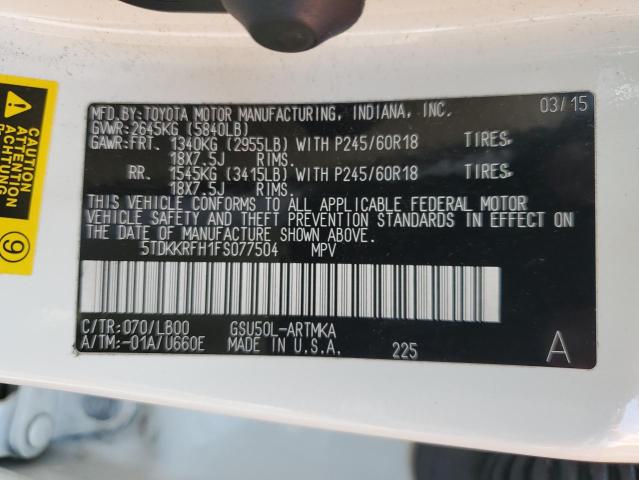 MFD.BY:TOYOTA MOTOR MANUFACTURING, INDIANA, INC. 03/15
GVWR:2645KG (5840LB)
GAWR:FRT. 1340KG (2955LB) WITH P245/60R18 TIRES,
18X7.5J RIMS.
RR. 1545KG (3415LB) WITH P245/60R18 TIRES,
18X7.5J RIMS.
THIS VEHICLE CONFORMS TO ALL APPLICABLE FEDERAL MOTOR
VEHICLE SAFETY AND THEFT PREVENTION STANDARDS IN EFFECT ON
THE DATE OF MANUFACTURE SHOWN ABOVE.
5TDKKRFH1FS077504 MPV
C/TR:070/LB00 GSU50L-ARTMKA
A/TM:-01A/U660E MADE IN U.S.A. 225 A
Caution
Attention
9